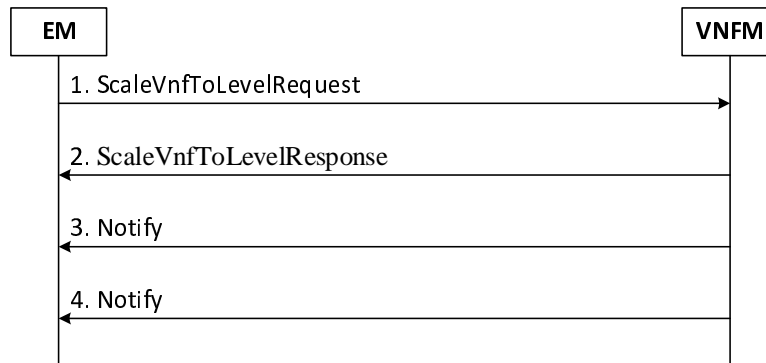 EM
VNFM
1. ScaleVnfToLevelRequest
2. ScaleVnfToLevelResponse
3. Notify
4. Notify